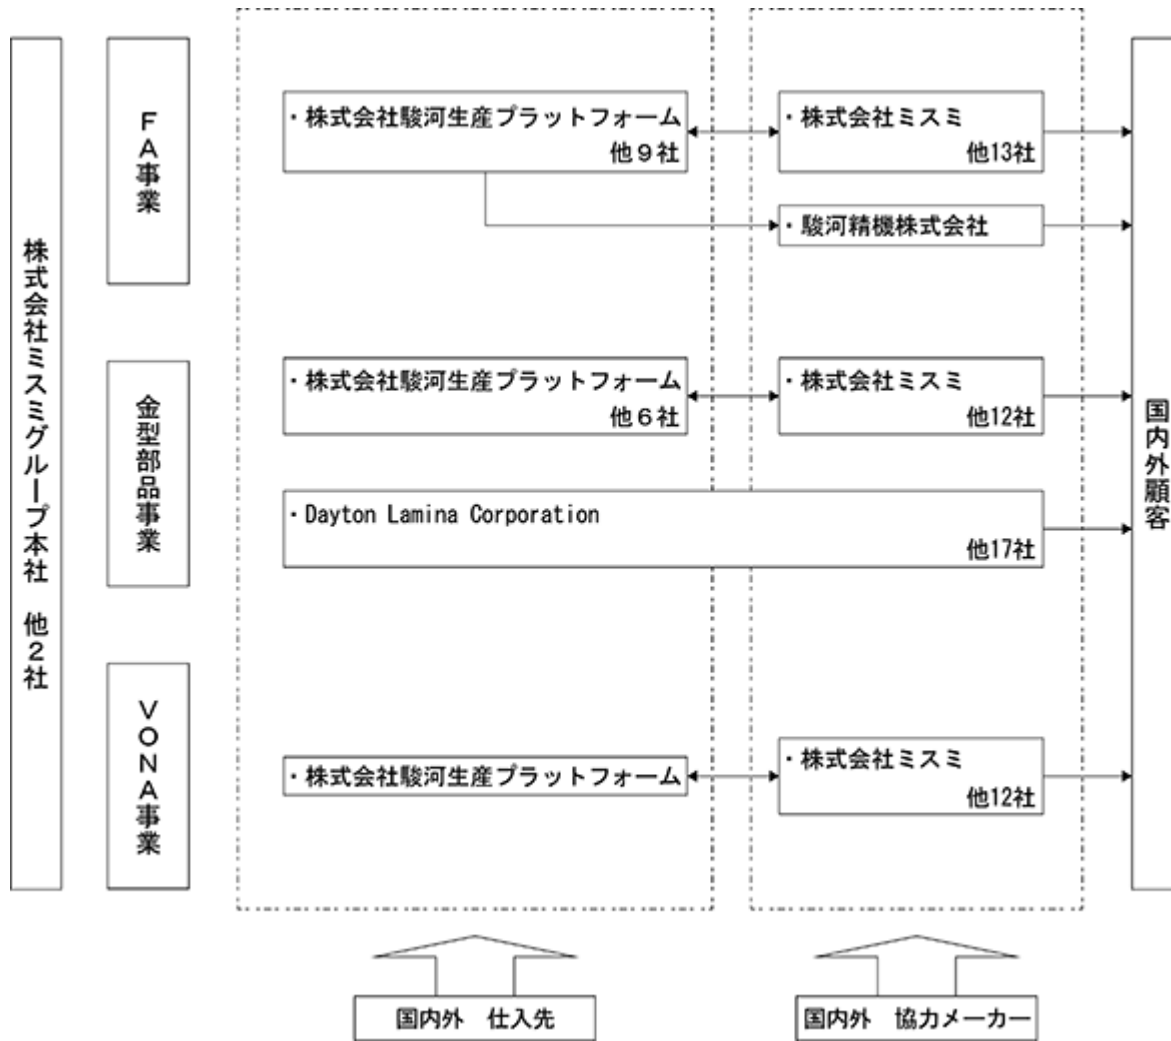 株式会社ミスミグループ本社　他２社
ＦＡ事業
・株式会社駿河生産プラットフォーム
他９社
・株式会社ミスミ
他13社
・駿河精機株式会社
金型部品事業
・株式会社駿河生産プラットフォーム
他６社
・株式会社ミスミ
他12社
・Dayton Lamina Corporation
他17社
ＶＯＮＡ事業
・株式会社駿河生産プラットフォーム
・株式会社ミスミ
他12社
国内外顧客
国内外　仕入先
国内外　協力メーカー